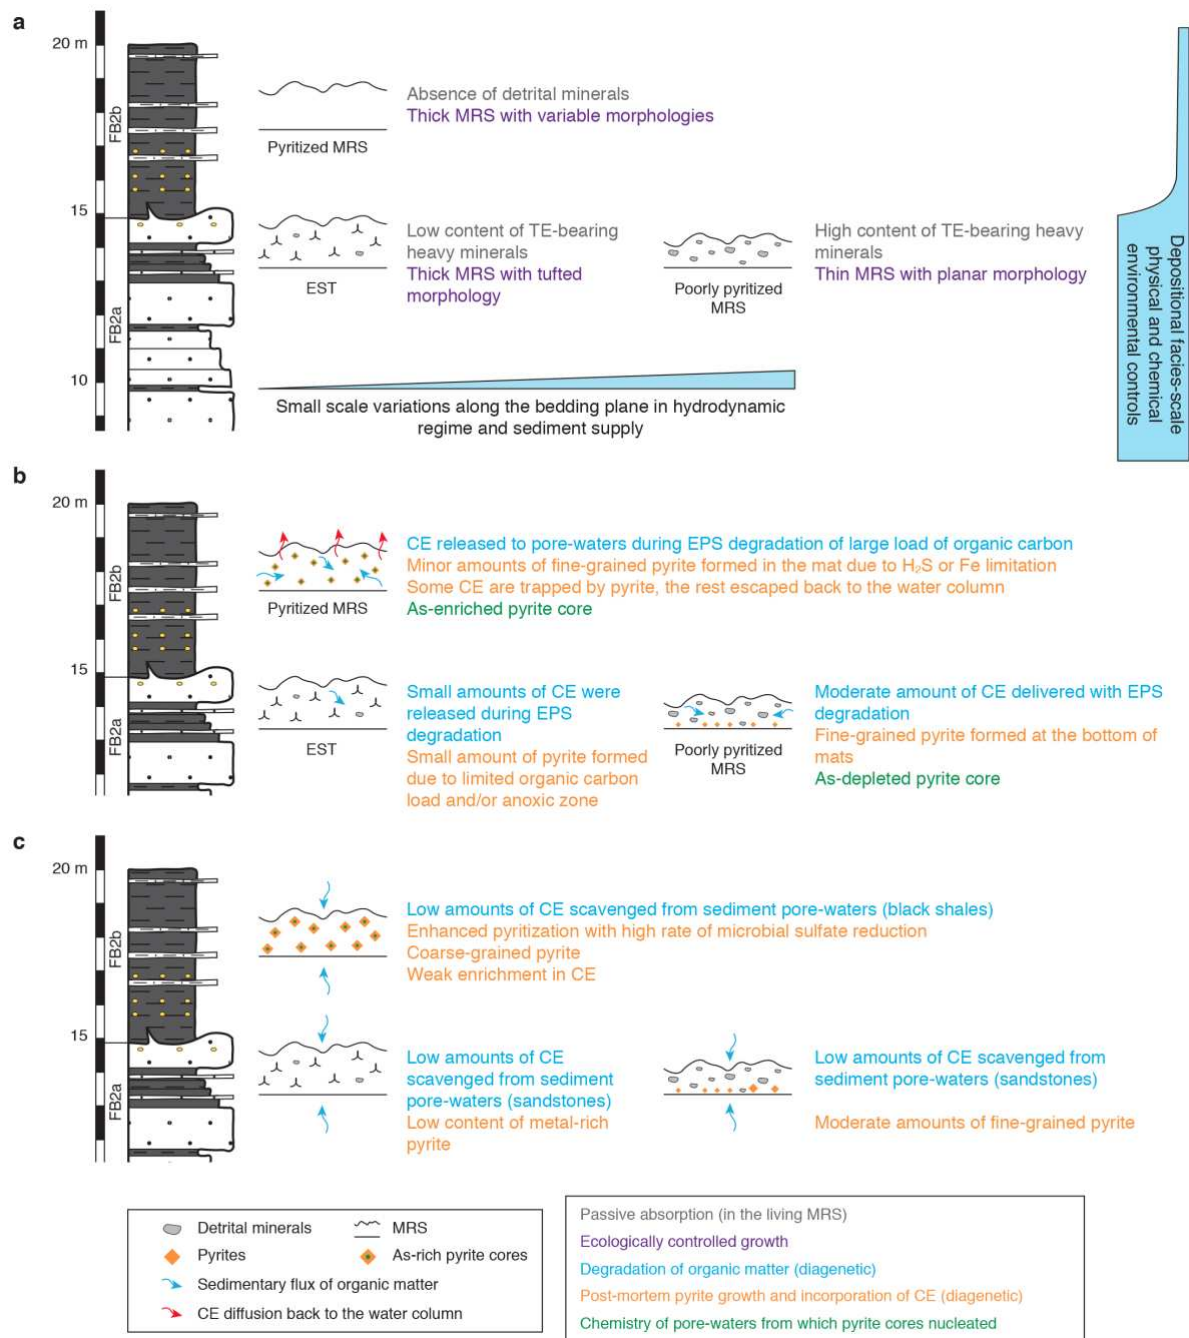 a
20 m
FB2b
15
FB2a
10
Absence of detrital minerals
Thick MRS with variable morphologies
Pyritized MRS
Low content of TE-bearing
heavy minerals
Thick MRS with tufted
morphology
EST
High content of TE-bearing heavy
minerals
Thin MRS with planar morphology
Poorly pyritized
MRS
Small scale variations along the bedding plane in hydrodynamic
regime and sediment supply
Depositional facies-scale
physical and chemical
environmental controls
b
20 m
FB2b
15
FB2a
CE released to pore-waters during EPS degradation of large load of organic carbon
Minor amounts of fine-grained pyrite formed in the mat due to H₂S or Fe limitation
Some CE are trapped by pyrite, the rest escaped back to the water column
As-enriched pyrite core
Pyritized MRS
Small amounts of CE were
released during EPS
degradation
Small amount of pyrite formed
due to limited organic carbon
load and/or anoxic zone
EST
Moderate amount of CE delivered with EPS
degradation
Fine-grained pyrite formed at the bottom of
mats
As-depleted pyrite core
Poorly pyritized
MRS
c
20 m
FB2b
15
FB2a
Low amounts of CE scavenged from sediment pore-waters (black shales)
Enhanced pyritization with high rate of microbial sulfate reduction
Coarse-grained pyrite
Weak enrichment in CE
Low amounts of CE
scavenged from sediment
pore-waters (sandstones)
Low content of metal-rich
pyrite
Low amounts of CE scavenged from
sediment pore-waters (sandstones)
Moderate amounts of fine-grained pyrite
Detrital minerals
MRS
Pyrites
As-rich pyrite cores
Sedimentary flux of organic matter
CE diffusion back to the water column
Passive absorption (in the living MRS)
Ecologically controlled growth
Degradation of organic matter (diagenetic)
Post-mortem pyrite growth and incorporation of CE (diagenetic)
Chemistry of pore-waters from which pyrite cores nucleated